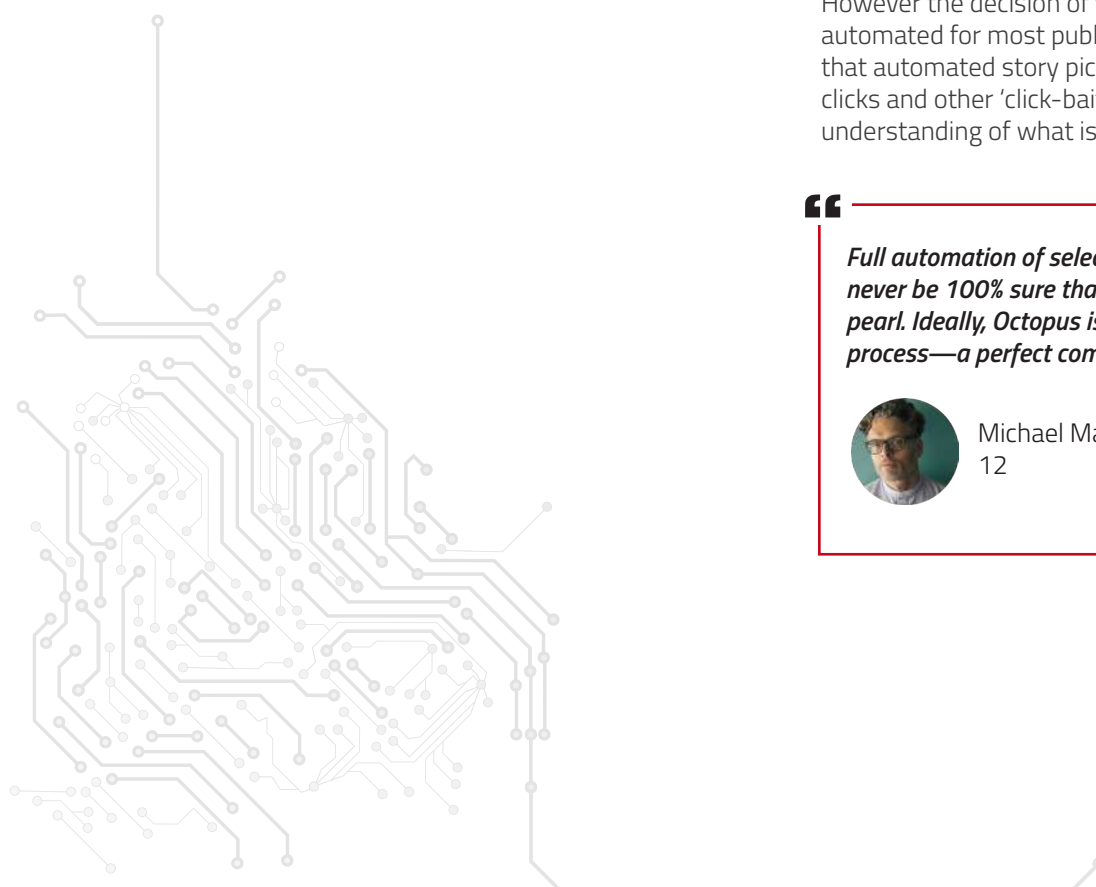 However the decision of
automated for most publ
that automated story pic
clicks and other ‘click-bai
understanding of what is
“
Full automation of selec
never be 100% sure tha
pearl. Ideally, Octopus is
process—a perfect com
Michael Ma
12